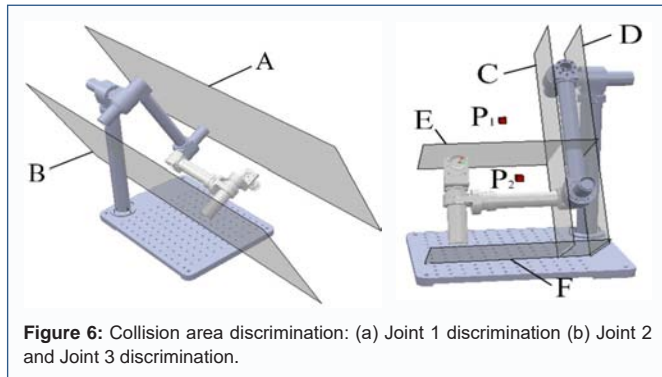 A
B
C
D
E
P1
P2
F
Figure 6: Collision area discrimination: (a) Joint 1 discrimination (b) Joint 2
and Joint 3 discrimination.